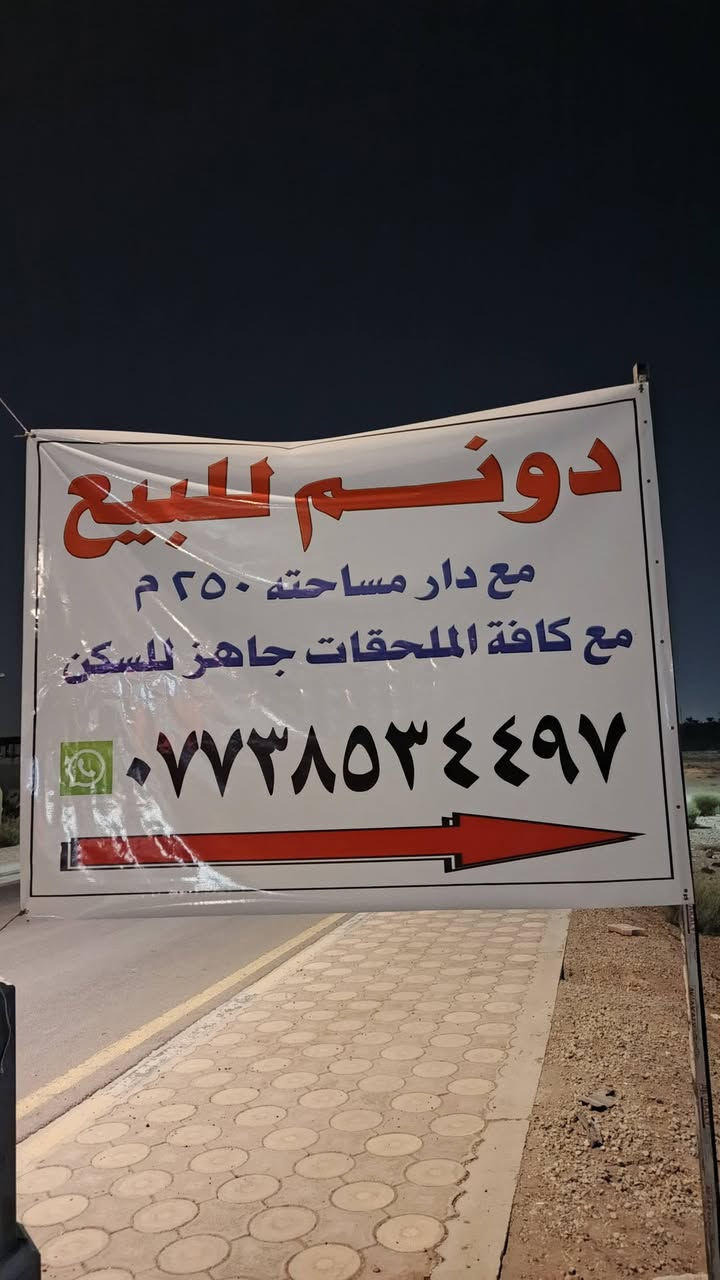 دونم للبيع
مع دار مساحته ٢٥٠ م
مع كافة الملحقات جاهز للسكن
٠٧٧٣٨٥٣٤٤٩٧